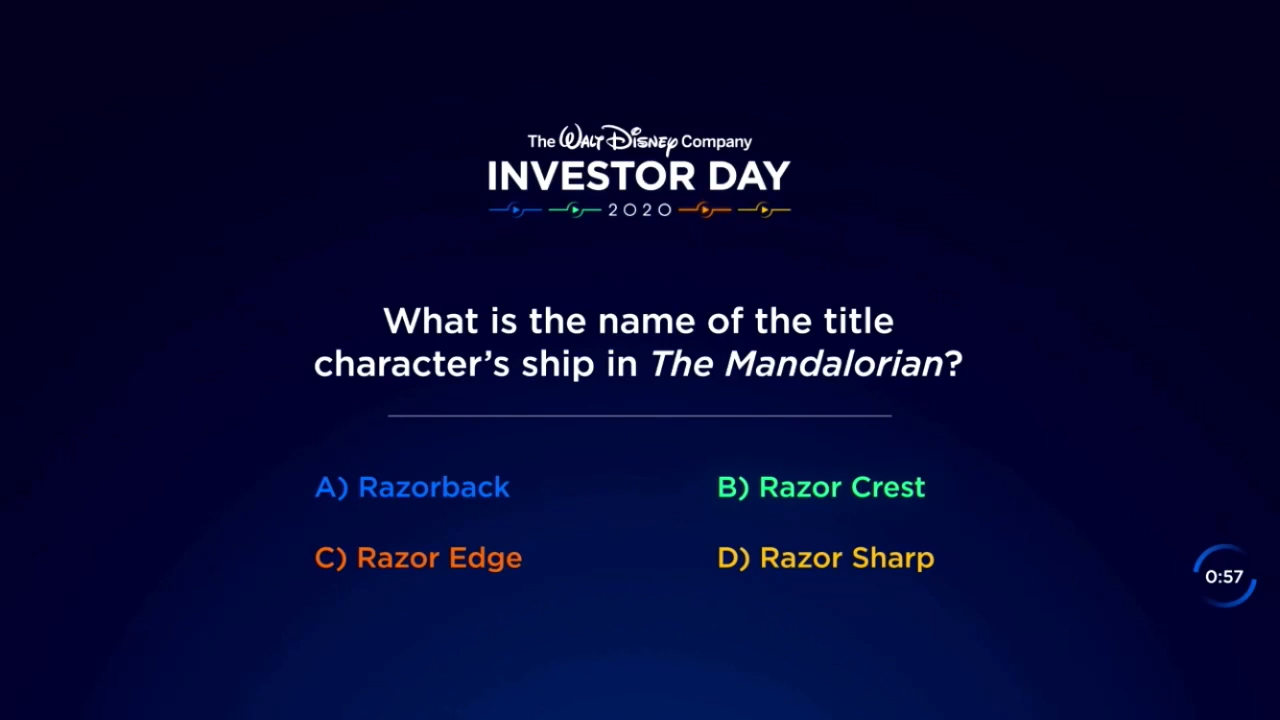 The WALT DISNEY Company
INVESTOR DAY
2020
What is the name of the title
character’s ship in The Mandalorian?
A) Razorback
B) Razor Crest
C) Razor Edge
D) Razor Sharp
0:57